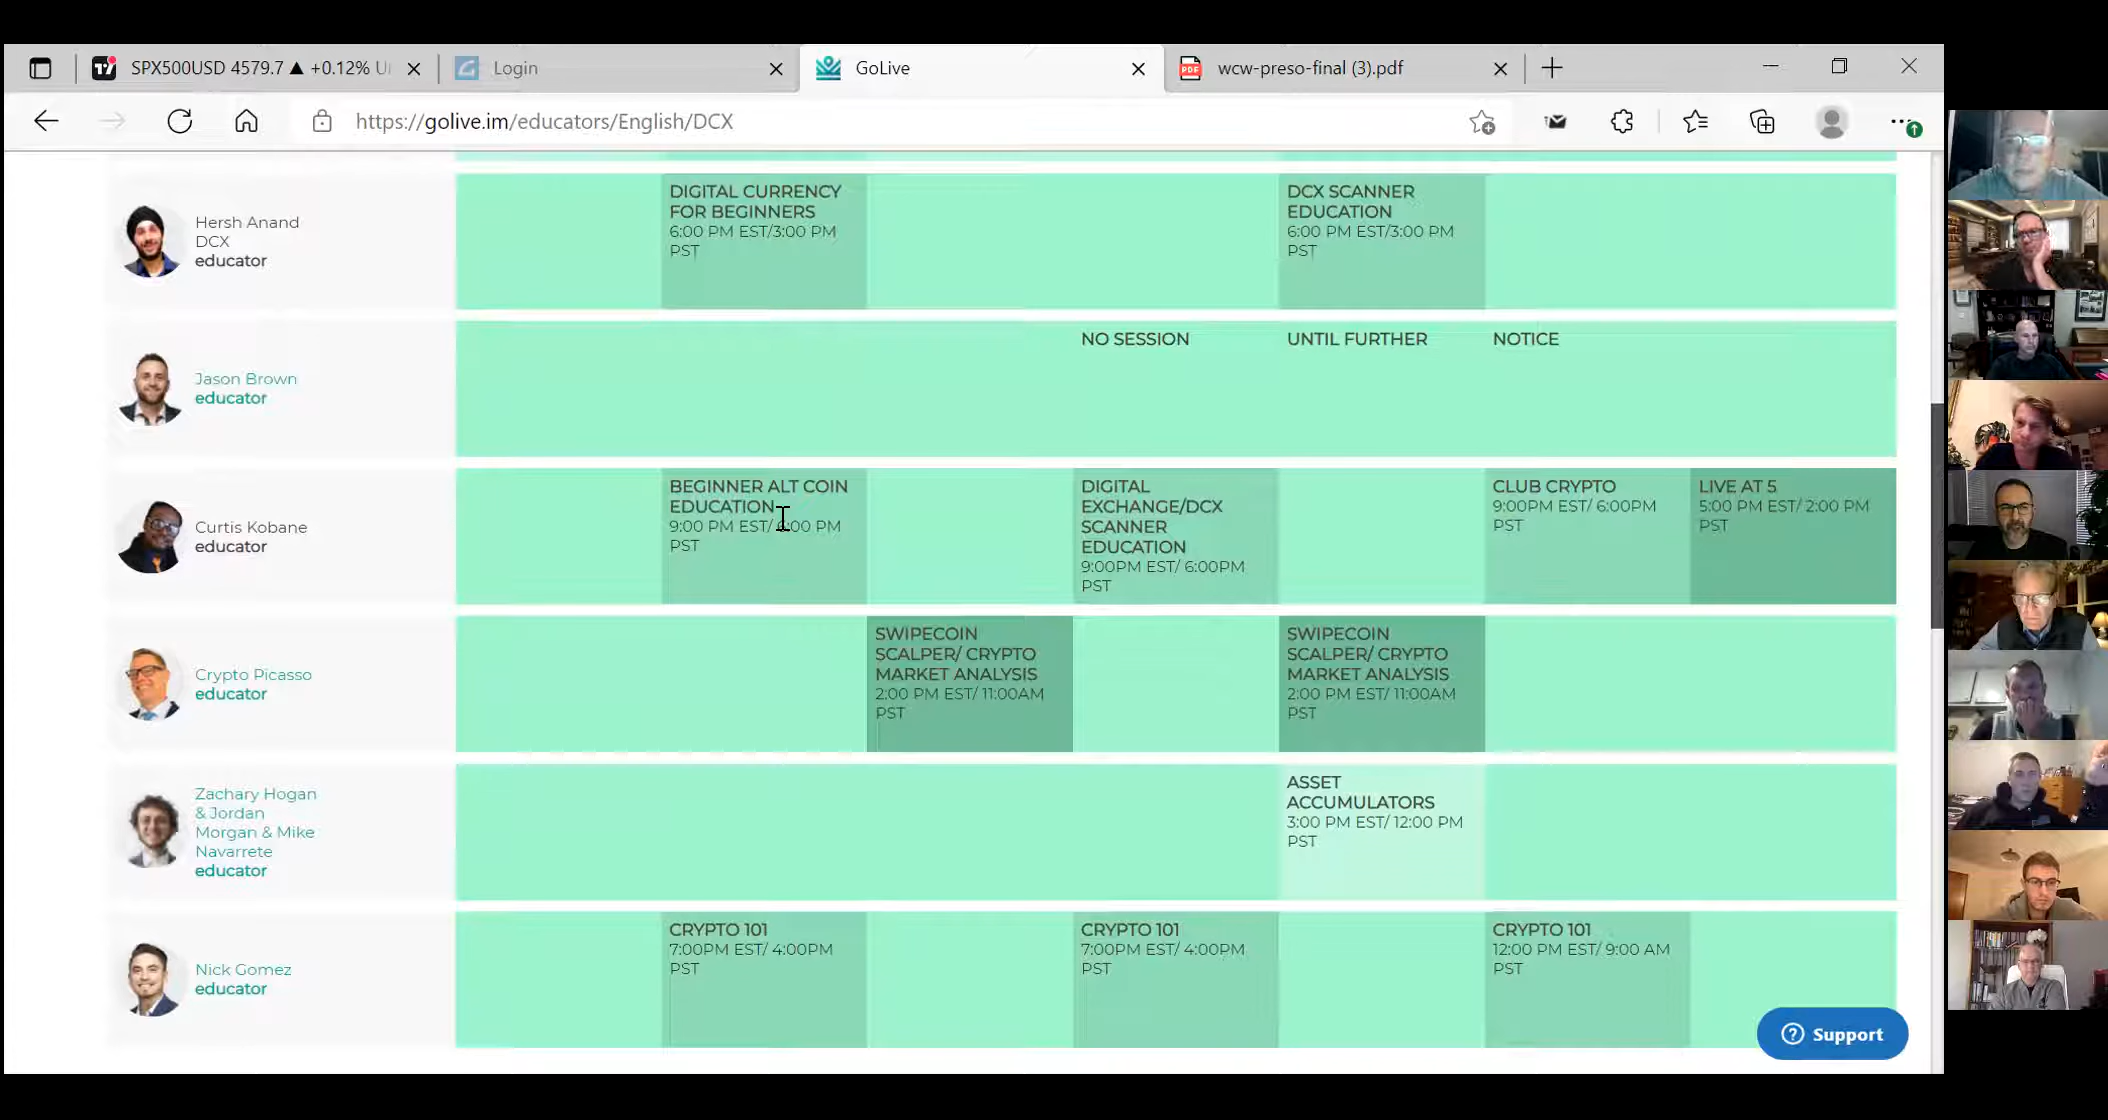 SPX500USD 4579.7 ▲ +0.12%
Login
GoLive
wcw-preso-final (3).pdf
https://golive.im/educators/English/DCX
Hersh Anand
DCX
educator
DIGITAL CURRENCY
FOR BEGINNERS
6:00 PM EST/3:00 PM
PST
DCX SCANNER
EDUCATION
6:00 PM EST/3:00 PM
PST
Jason Brown
educator
NO SESSION
UNTIL FURTHER
NOTICE
Curtis Kobane
educator
BEGINNER ALT COIN
EDUCATION
9:00 PM EST/ 6:00 PM
PST
DIGITAL
EXCHANGE/DCX
SCANNER
EDUCATION
9:00PM EST/ 6:00PM
PST
CLUB CRYPTO
9:00PM EST/ 6:00PM
PST
LIVE AT 5
5:00 PM EST/ 2:00 PM
PST
Crypto Picasso
educator
SWIPECOIN
SCALPER/ CRYPTO
MARKET ANALYSIS
2:00 PM EST/ 11:00AM
PST
SWIPECOIN
SCALPER/ CRYPTO
MARKET ANALYSIS
2:00 PM EST/ 11:00AM
PST
Zachary Hogan
& Jordan
Morgan & Mike
Navarrete
educator
ASSET
ACCUMULATORS
3:00 PM EST/ 12:00 PM
PST
Nick Gomez
educator
CRYPTO 101
7:00PM EST/ 4:00PM
PST
CRYPTO 101
7:00PM EST/ 4:00PM
PST
CRYPTO 101
12:00 PM EST/ 9:00 AM
PST
Support